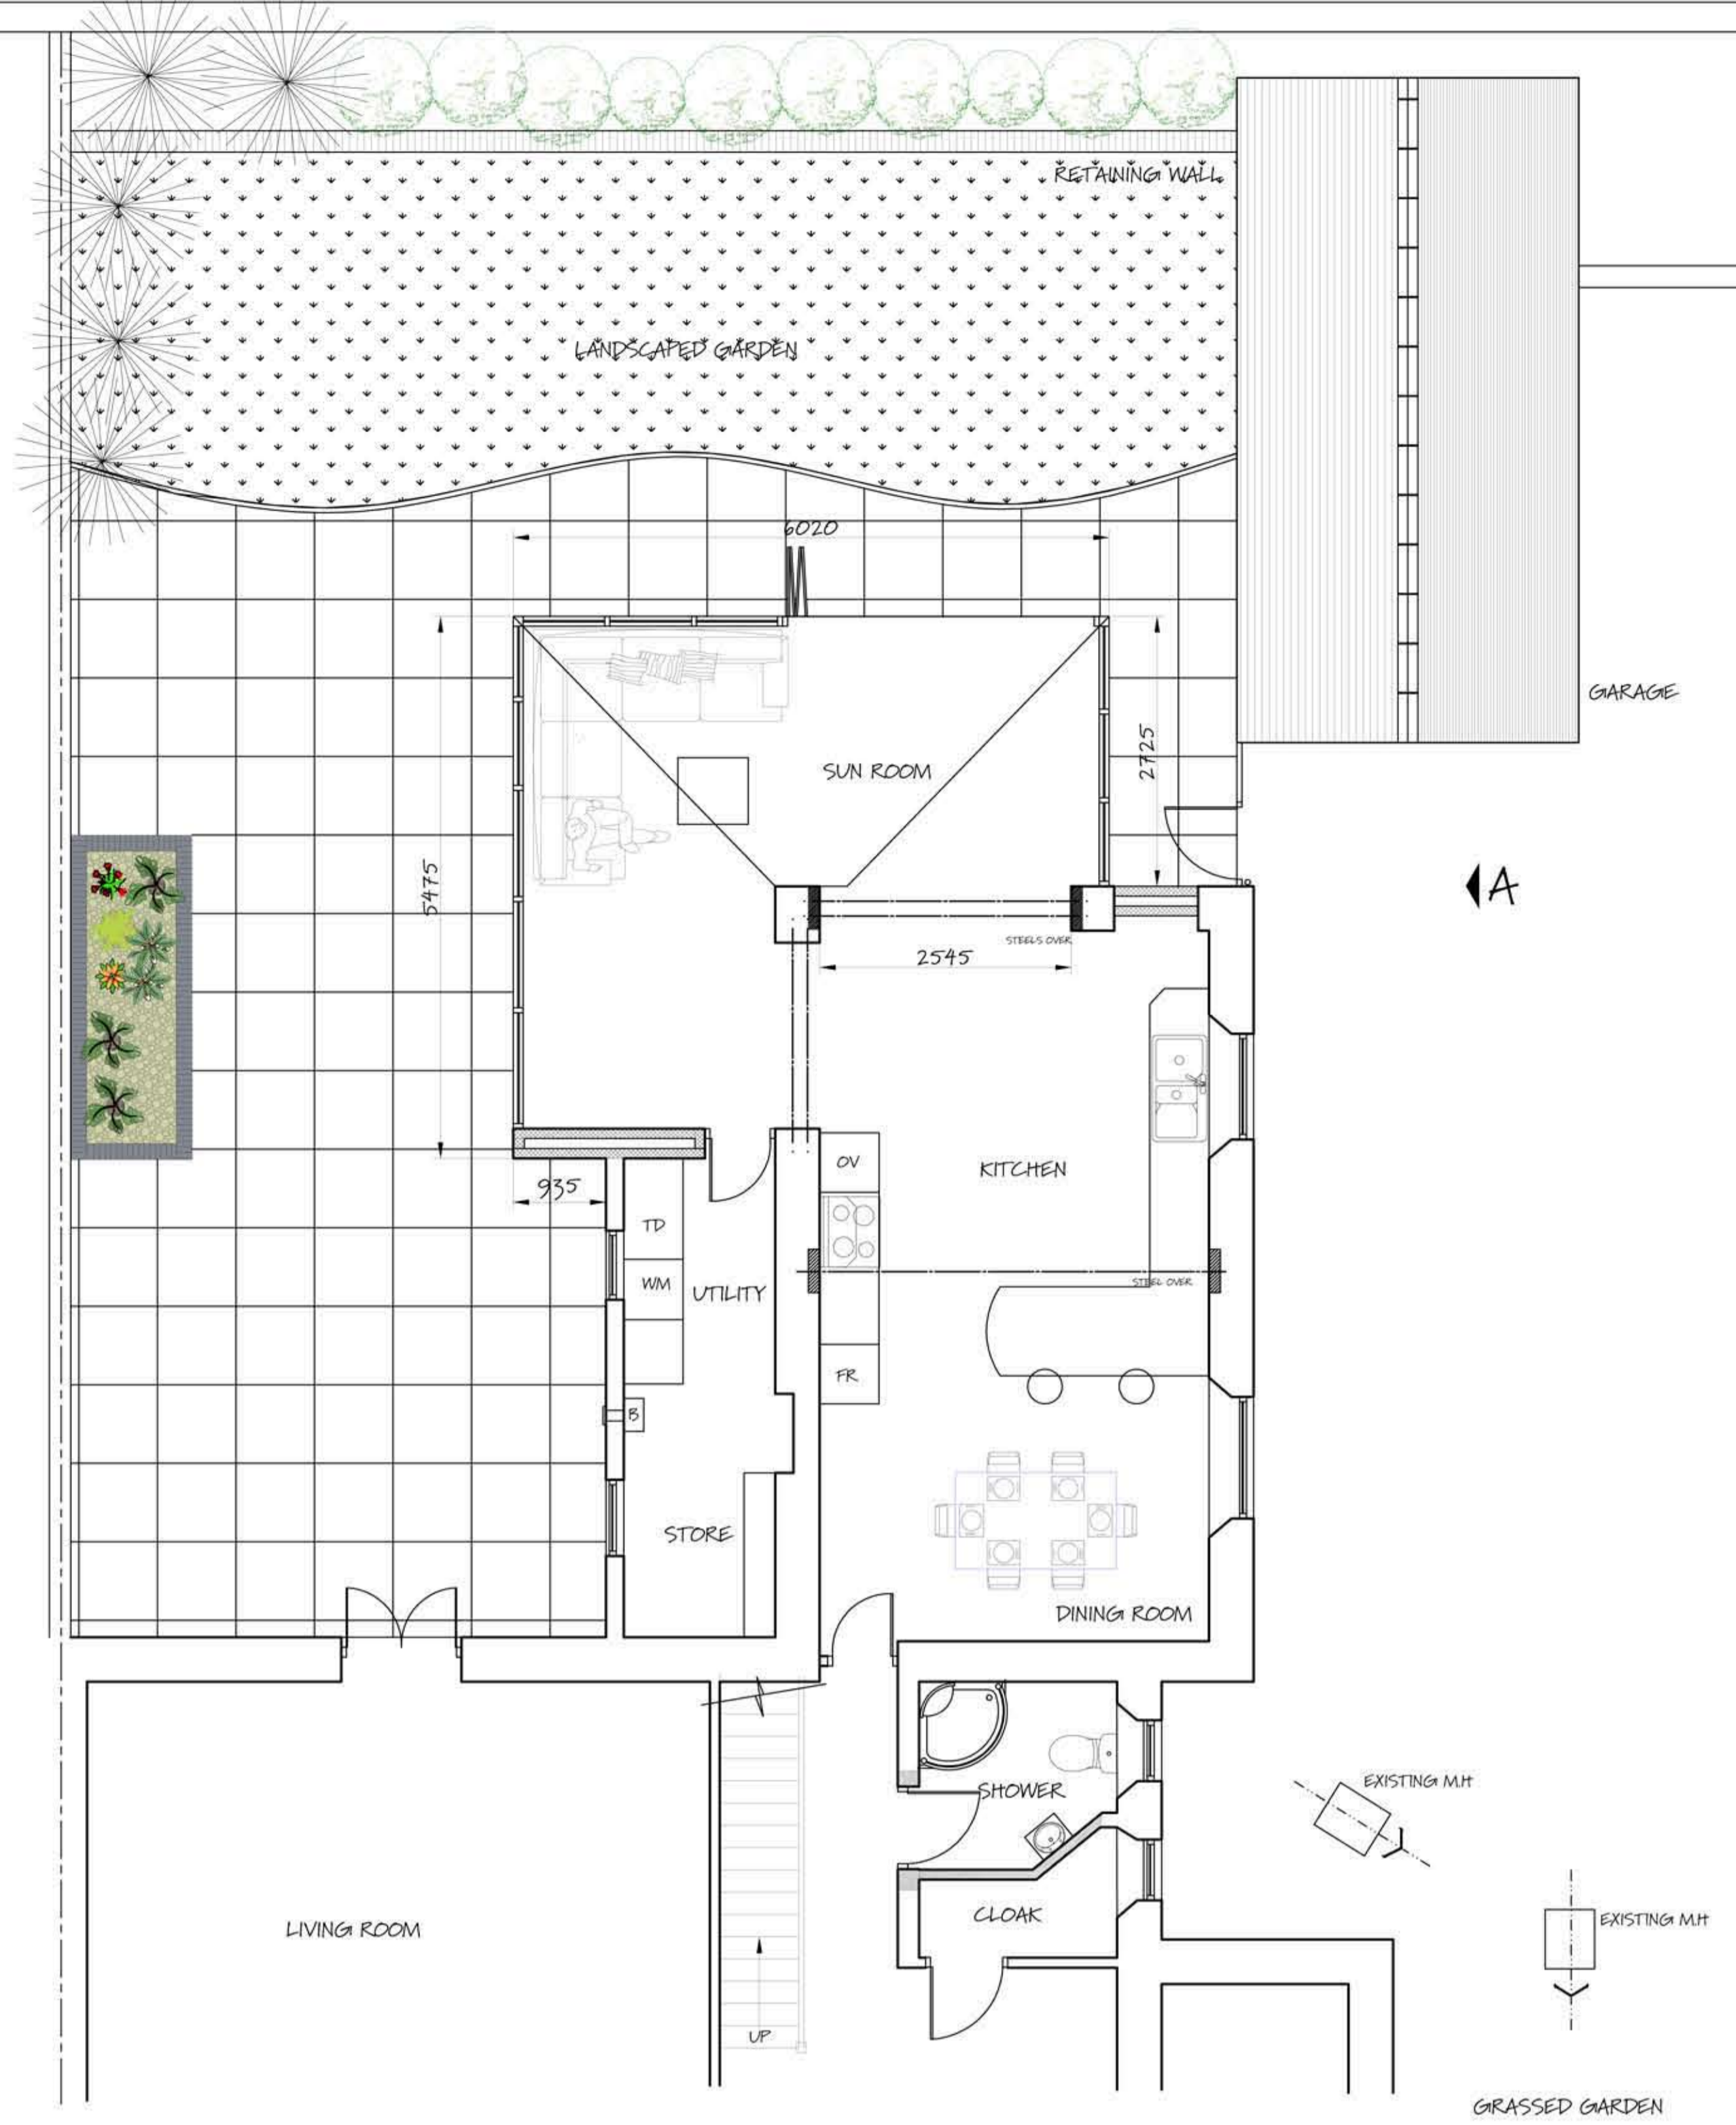 RETAINING WALL
LANDSCAPED GARDEN
6020
GARAGE
2725
SUN ROOM
5475
A
STEELS OVER
2545
OV
KITCHEN
935
TD
WM
UTILITY
STEEL OVER
FR
B
STORE
DINING ROOM
SHOWER
EXISTING M.H
CLOAK
EXISTING M.H
LIVING ROOM
UP
GRASSED GARDEN